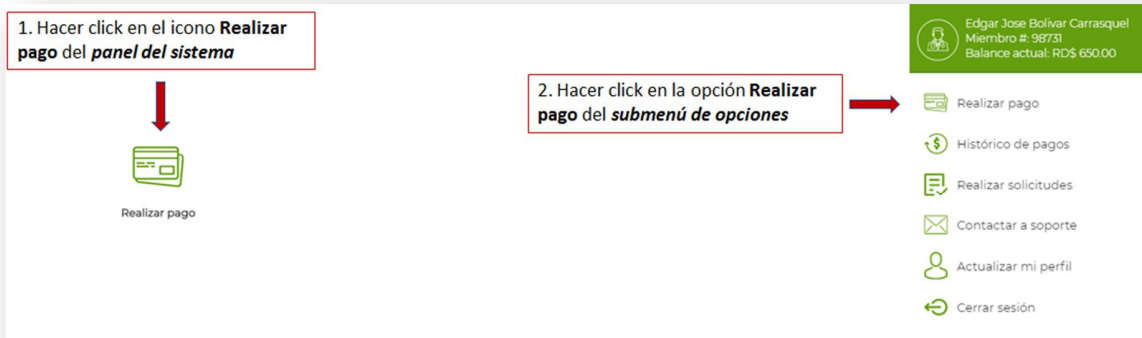 1. Hacer click en el icono Realizar
pago del panel del sistema
Realizar pago
2. Hacer click en la opción Realizar
pago del submenú de opciones
Edgar Jose Bolivar Carrasquel
Miembro #: 98731
Balance actual: RD$ 650.00
Realizar pago
Histórico de pagos
Realizar solicitudes
Contactar a soporte
Actualizar mi perfil
Cerrar sesión